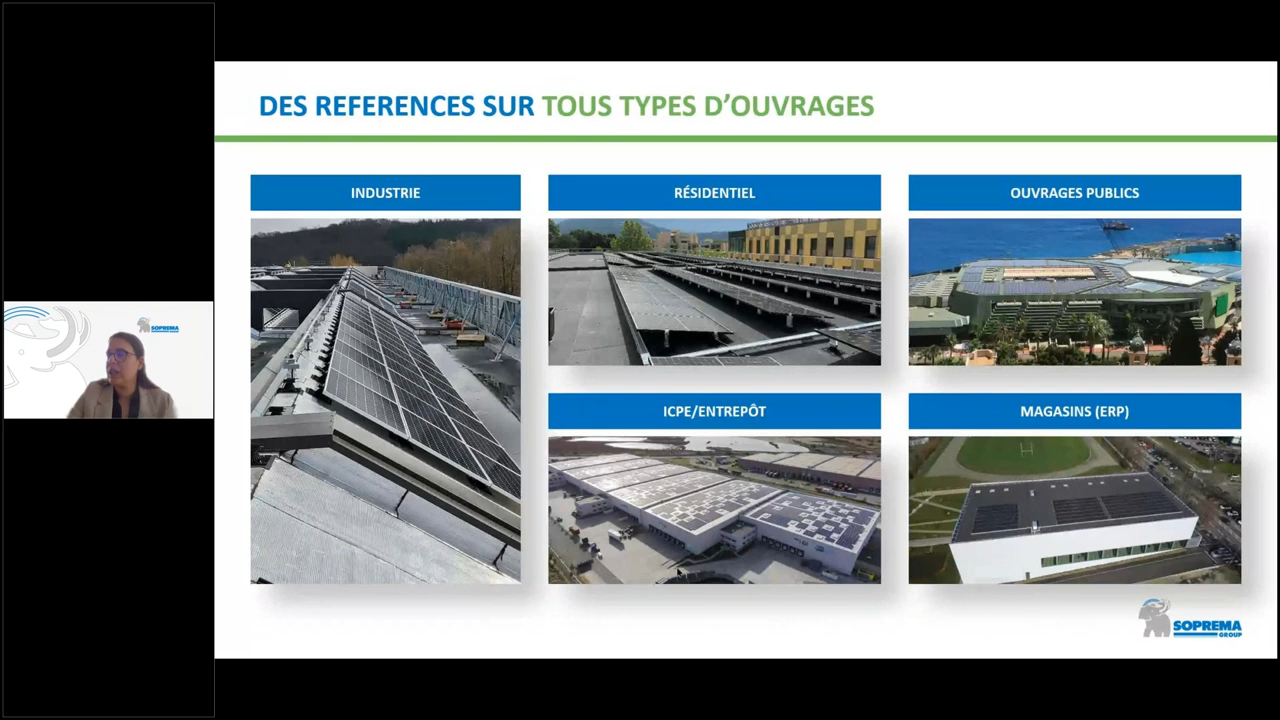 DES REFERENCES SUR TOUS TYPES D'OUVRAGES
INDUSTRIE
RÉSIDENTIEL
OUVRAGES PUBLICS
ICPE/ENTREPÔT
MAGASINS (ERP)
SOPREMA
SOPREMA
GROUP